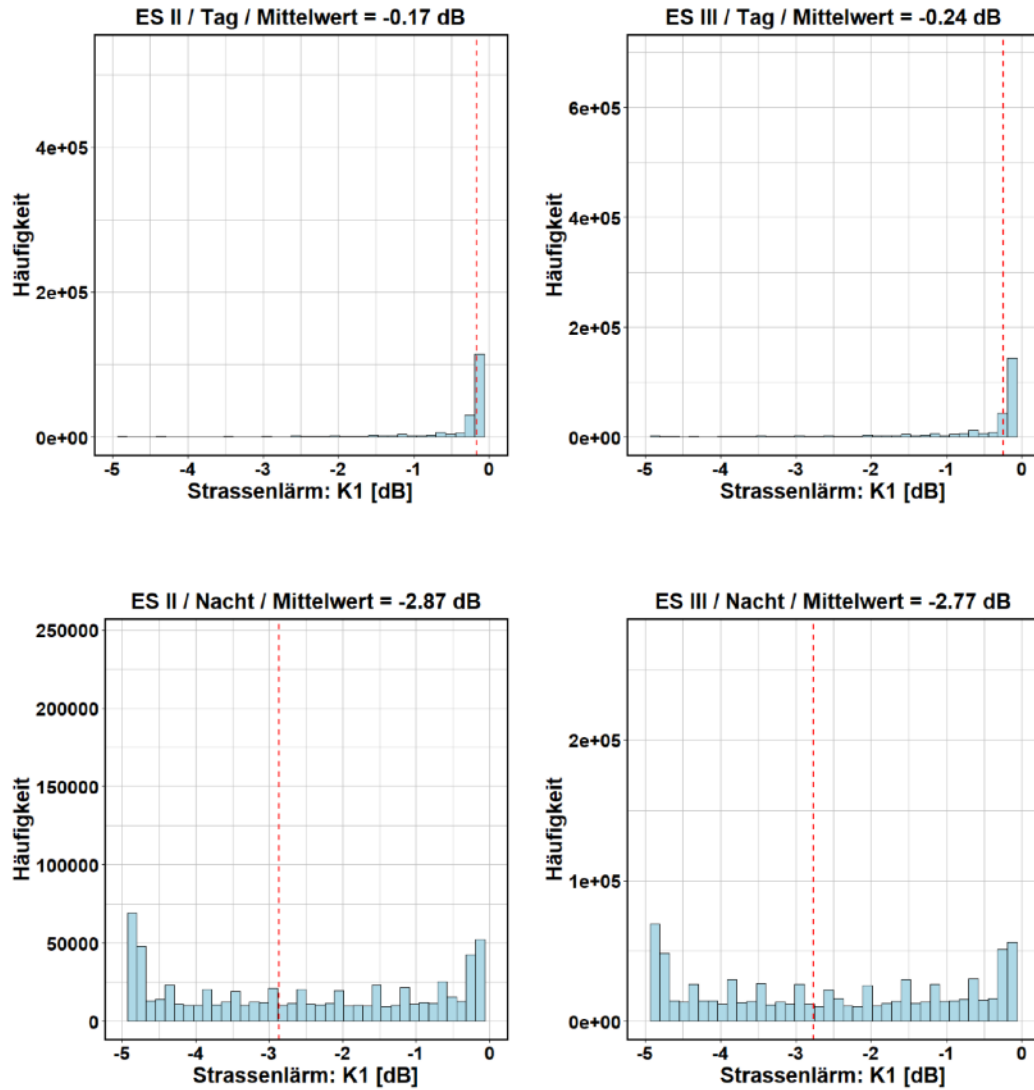 ES II / Tag / Mittelwert = -0.17 dB
Häufigkeit
4e+05
2e+05
0e+00
-5 -4 -3 -2 -1 0
Strassenlärm: K1 [dB]
ES III / Tag / Mittelwert = -0.24 dB
Häufigkeit
6e+05
4e+05
2e+05
0e+00
-5 -4 -3 -2 -1 0
Strassenlärm: K1 [dB]
ES II / Nacht / Mittelwert = -2.87 dB
Häufigkeit
250000
200000
150000
100000
50000
0
-5 -4 -3 -2 -1 0
Strassenlärm: K1 [dB]
ES III / Nacht / Mittelwert = -2.77 dB
Häufigkeit
2e+05
1e+05
0e+00
-5 -4 -3 -2 -1 0
Strassenlärm: K1 [dB]